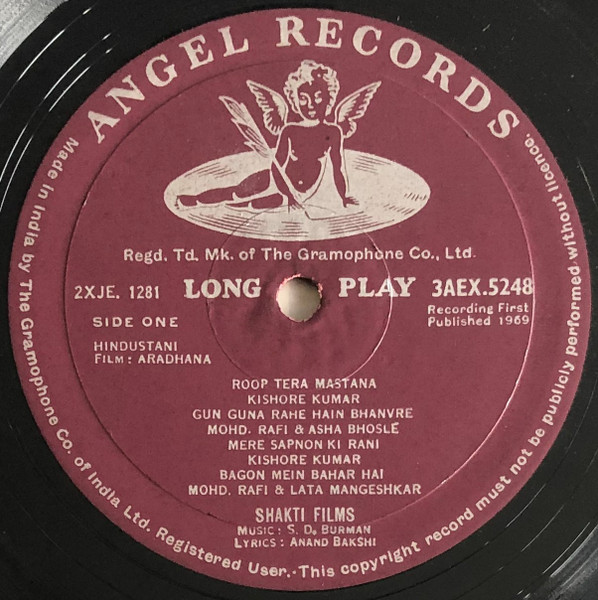 ANGEL RECORDS
Regd. Td. Mk. of The Gramophone Co., Ltd.
2XJE. 1281 LONG PLAY 3AEX.5248
SIDE ONE
Recording First
Published 1969
HINDUSTANI
FILM : ARADHANA
ROOP TERA MASTANA
KISHORE KUMAR
GUN GUNA RAHE HAIN BHANVRE
MOHD. RAFI & ASHA BHOSLE
MERE SAPNON KI RANI
KISHORE KUMAR
BAGON MEIN BAHAR HAI
MOHD. RAFI & LATA MANGESHKAR
SHAKTI FILMS
MUSIC : S. D. BURMAN
LYRICS : ANAND BAKSHI
Made in India by The Gramophone Co. of India Ltd. Registered User.-This copyright record must not be publicly performed without licence.